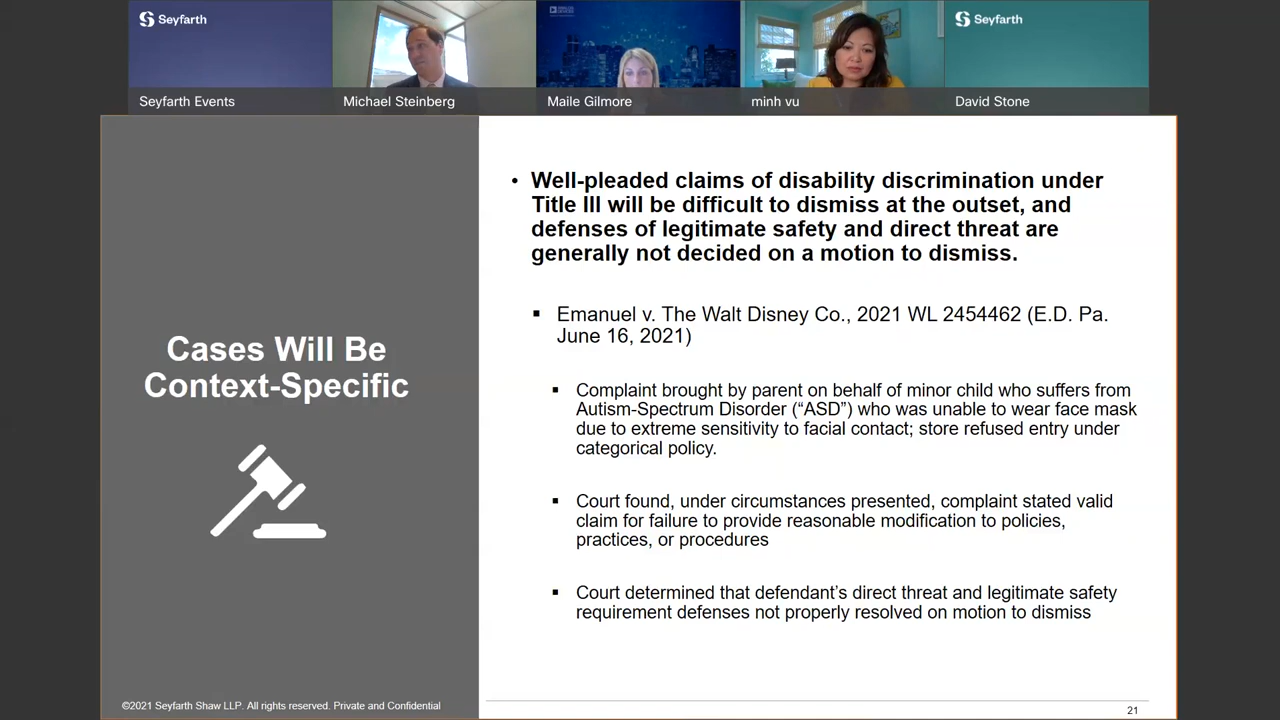 Seyfarth
Seyfarth
Seyfarth Events
Michael Steinberg
Maile Gilmore
minh vu
David Stone
Cases Will Be
Context-Specific
• Well-pleaded claims of disability discrimination under
Title III will be difficult to dismiss at the outset, and
defenses of legitimate safety and direct threat are
generally not decided on a motion to dismiss.
▪ Emanuel v. The Walt Disney Co., 2021 WL 2454462 (E.D. Pa.
June 16, 2021)
▪ Complaint brought by parent on behalf of minor child who suffers from
Autism-Spectrum Disorder (“ASD”) who was unable to wear face mask
due to extreme sensitivity to facial contact; store refused entry under
categorical policy.
▪ Court found, under circumstances presented, complaint stated valid
claim for failure to provide reasonable modification to policies,
practices, or procedures
▪ Court determined that defendant’s direct threat and legitimate safety
requirement defenses not properly resolved on motion to dismiss
©2021 Seyfarth Shaw LLP. All rights reserved. Private and Confidential
21